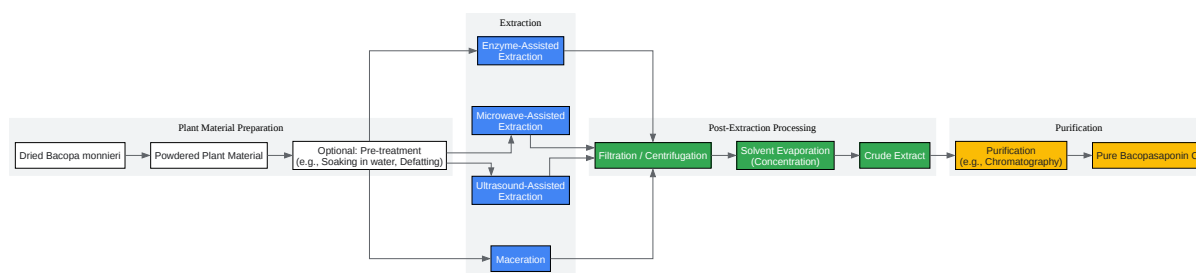 Extraction
Enzyme-Assisted
Extraction
Microwave-Assisted
Extraction
Ultrasound-Assisted
Extraction
Maceration
Plant Material Preparation
Dried Bacopa monnieri
Powdered Plant Material
Optional: Pre-treatment
(e.g., Soaking in water, Defatting)
Post-Extraction Processing
Filtration / Centrifugation
Solvent Evaporation
(Concentration)
Crude Extract
Purification
Purification
(e.g., Chromatography)
Pure Bacopasaponin C